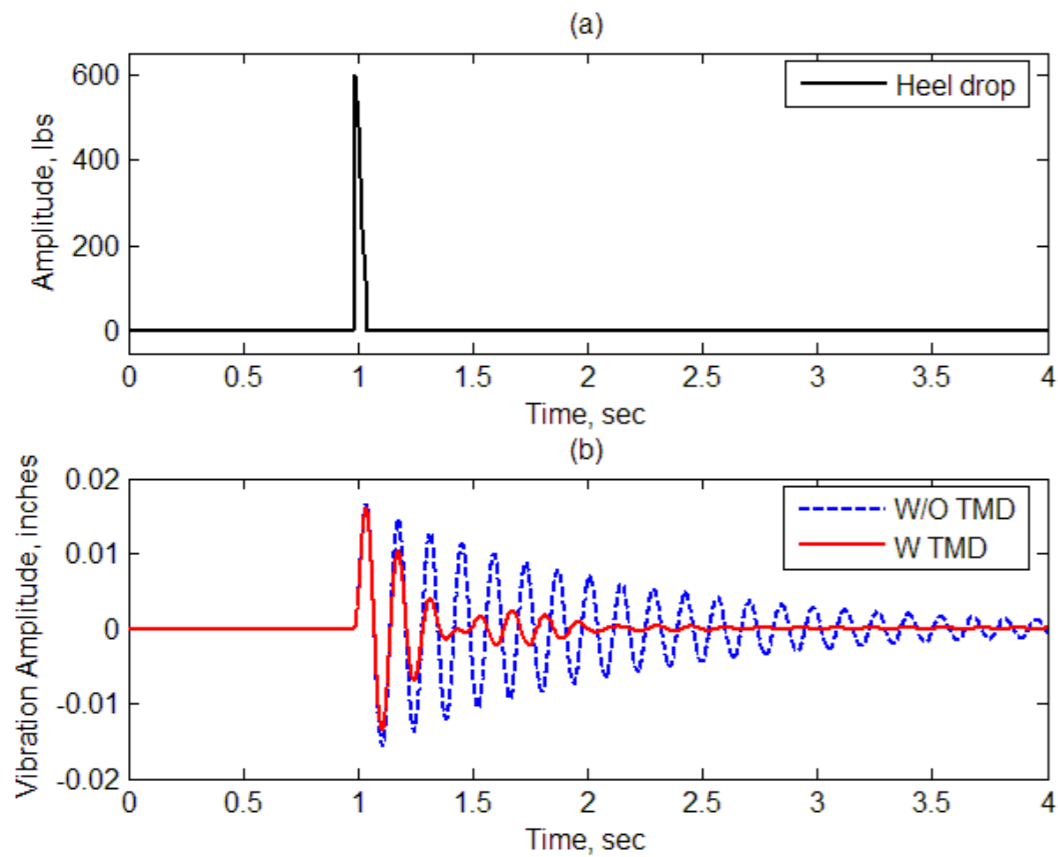 (a)
600
400
200
0
Amplitude, lbs
Heel drop
0 0.5 1 1.5 2 2.5 3 3.5 4
Time, sec
(b)
0.02
0.01
0
-0.01
-0.02
Vibration Amplitude, inches
W/O TMD
W TMD
0 0.5 1 1.5 2 2.5 3 3.5 4
Time, sec